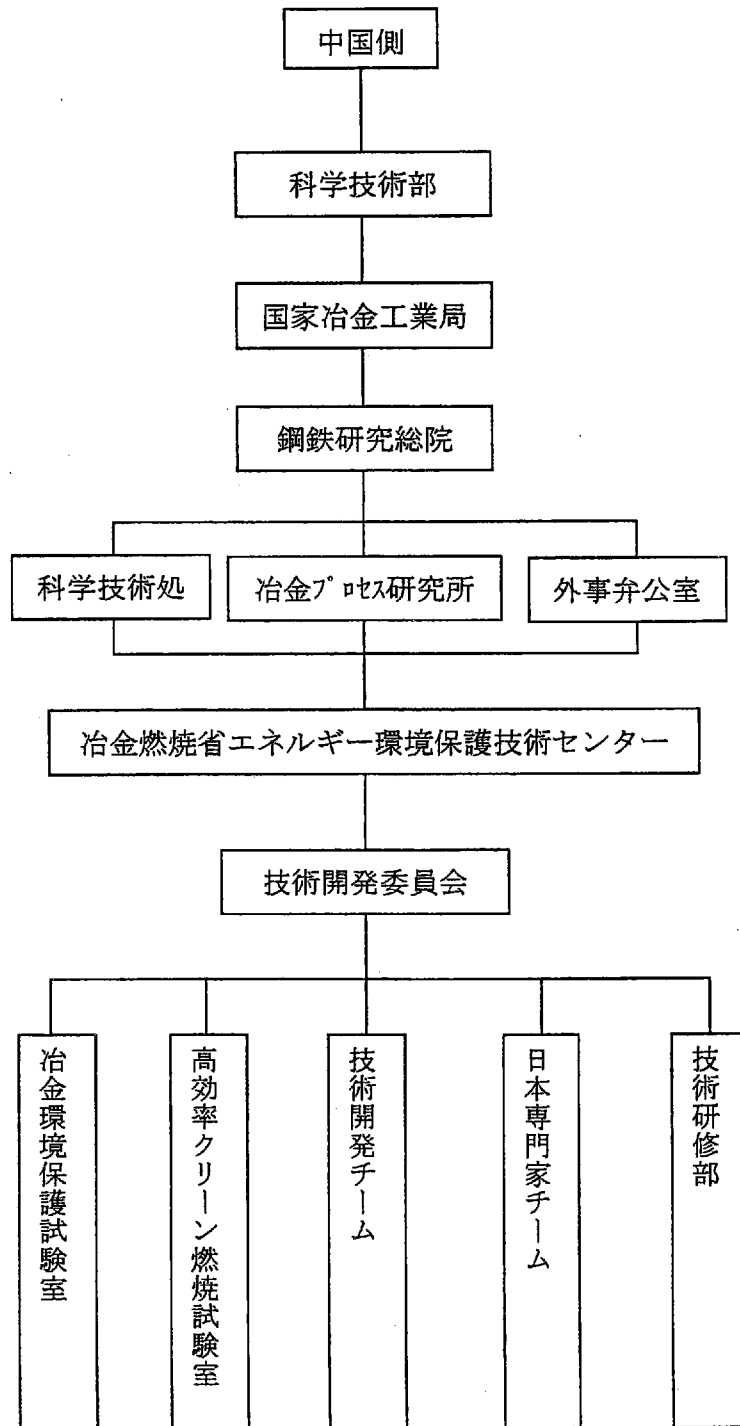 中国側
科学技術部
国家冶金工業局
鋼鉄研究総院
科学技術処
冶金ﾌﾟﾛｾｽ研究所
外事弁公室
冶金燃焼省エネルギー環境保護技術センター
技術開発委員会
冶金環境保護試験室
高効率クリーン燃焼試験室
技術開発チーム
日本専門家チーム
技術研修部